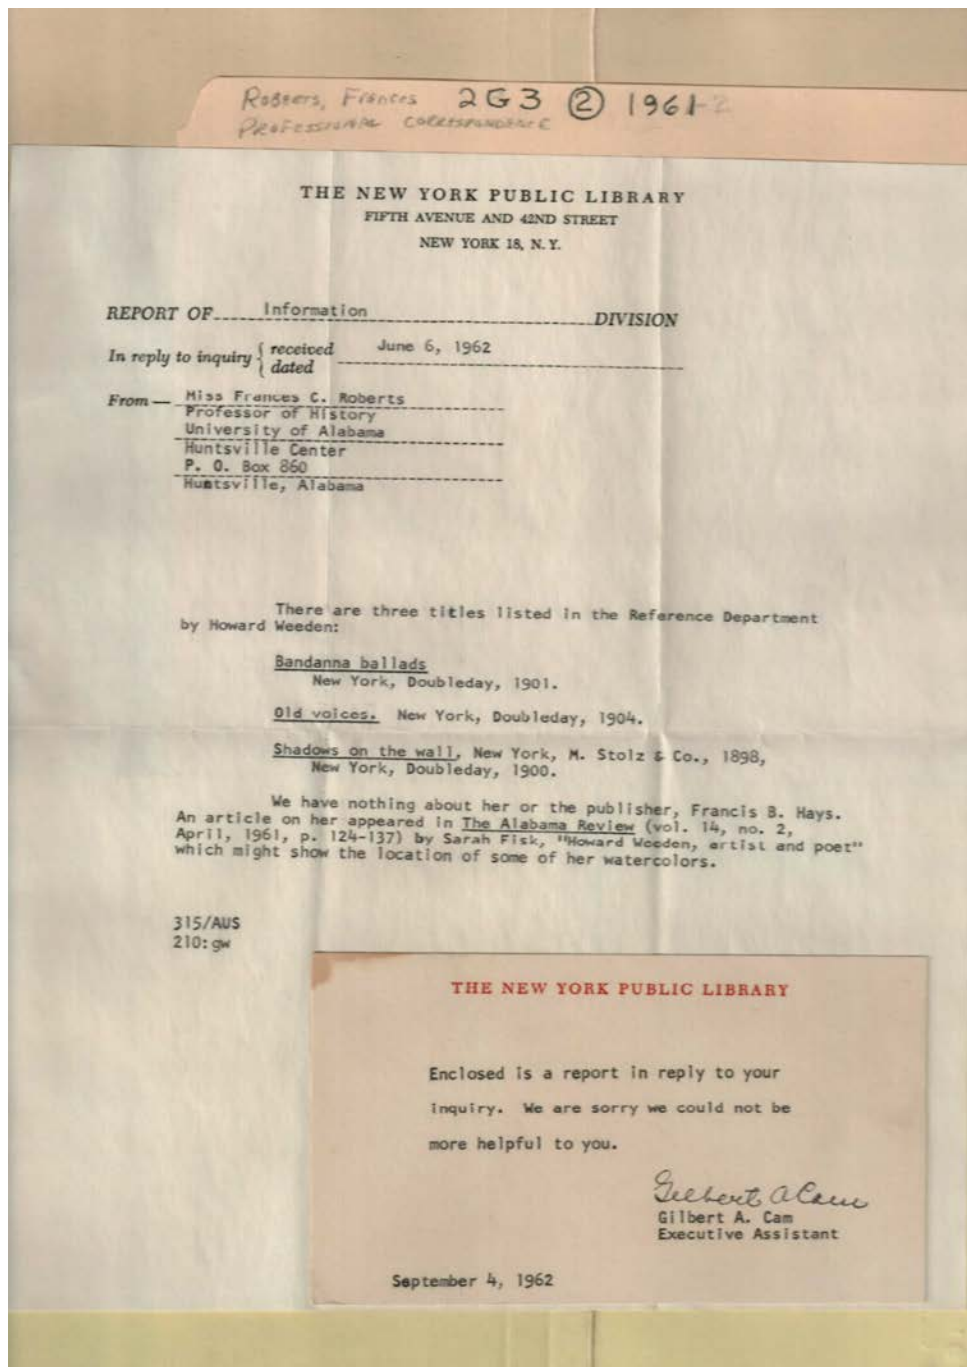 Roberts, Frances 2G3 ② 1961-2
PROFESSIONAL CORRESPONDENCE
THE NEW YORK PUBLIC LIBRARY
FIFTH AVENUE AND 42ND STREET
NEW YORK 18, N. Y.
REPORT OF Information DIVISION
In reply to inquiry { received June 6, 1962
dated
From — Miss Frances C. Roberts
Professor of History
University of Alabama
Huntsville Center
P. O. Box 860
Huntsville, Alabama
There are three titles listed in the Reference Department
by Howard Weeden:
Bandanna ballads
New York, Doubleday, 1901.
Old voices. New York, Doubleday, 1904.
Shadows on the wall, New York, M. Stolz & Co., 1898,
New York, Doubleday, 1900.
We have nothing about her or the publisher, Francis B. Hays.
An article on her appeared in The Alabama Review (vol. 14, no. 2,
April, 1961, p. 124-137) by Sarah Fisk, "Howard Weeden, artist and poet"
which might show the location of some of her watercolors.
315/AUS
210:gw
THE NEW YORK PUBLIC LIBRARY
Enclosed is a report in reply to your
inquiry. We are sorry we could not be
more helpful to you.
Gilbert A Cam
Gilbert A. Cam
Executive Assistant
September 4, 1962